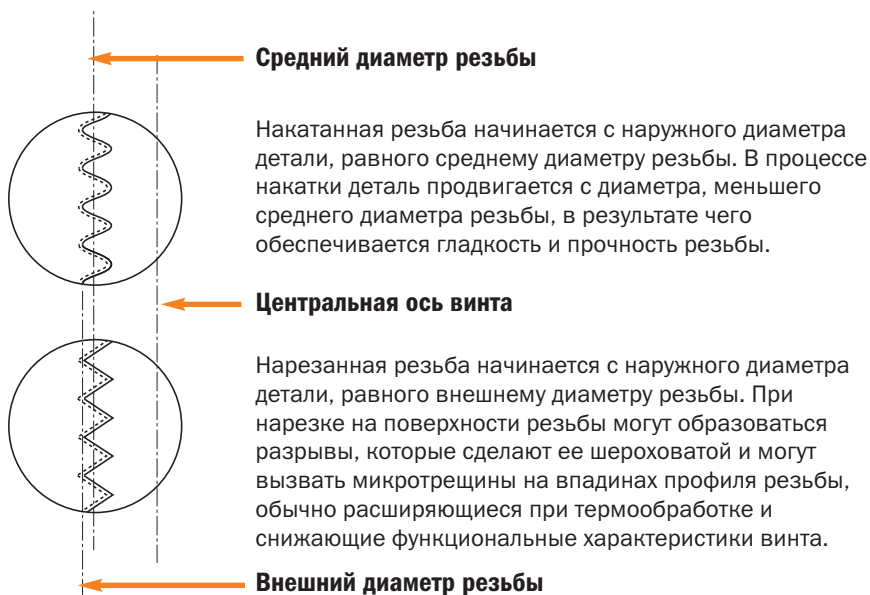 Средний диаметр резьбы
Накатанная резьба начинается с наружного диаметра
детали, равного среднему диаметру резьбы. В процессе
накатки деталь продвигается с диаметра, меньшего
среднего диаметра резьбы, в результате чего
обеспечивается гладкость и прочность резьбы.
Центральная ось винта
Нарезанная резьба начинается с наружного диаметра
детали, равного внешнему диаметру резьбы. При
нарезке на поверхности резьбы могут образоваться
разрывы, которые сделают ее шероховатой и могут
вызвать микротрещины на впадинах профиля резьбы,
обычно расширяющиеся при термообработке и
снижающие функциональные характеристики винта.
Внешний диаметр резьбы